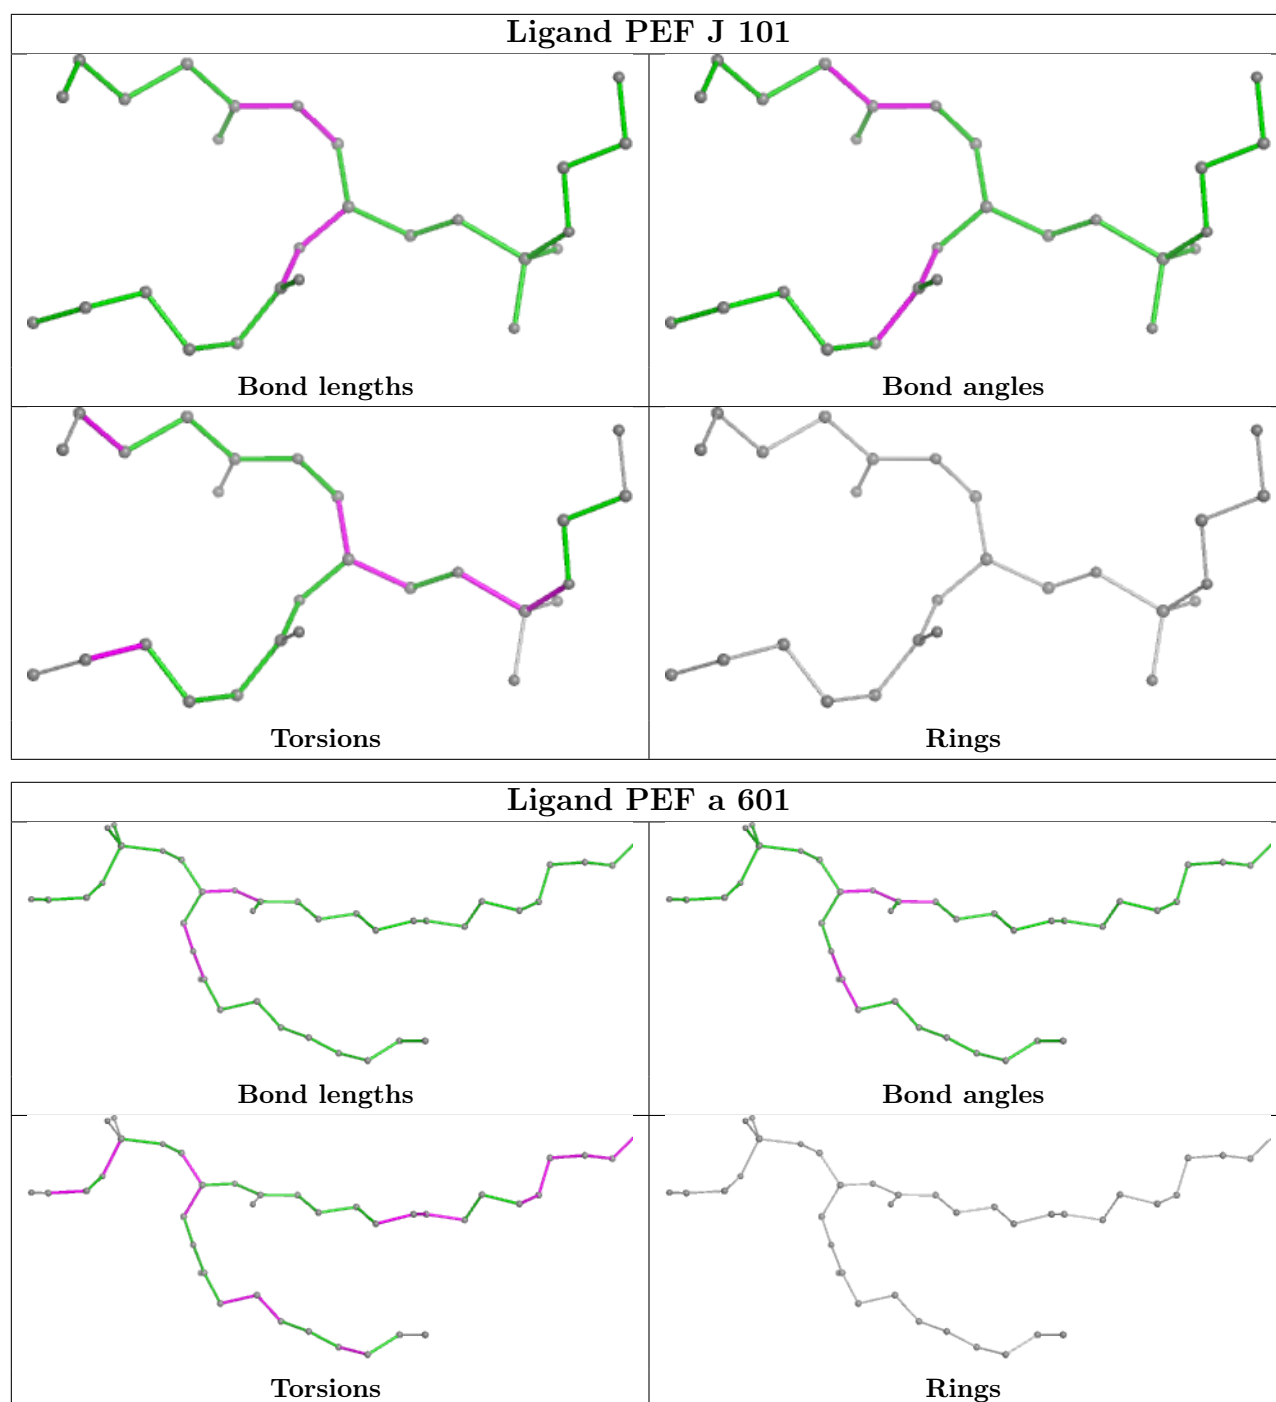 Ligand PEF J 101
Bond lengths
Bond angles
Torsions
Rings
Ligand PEF a 601
Bond lengths
Bond angles
Torsions
Rings